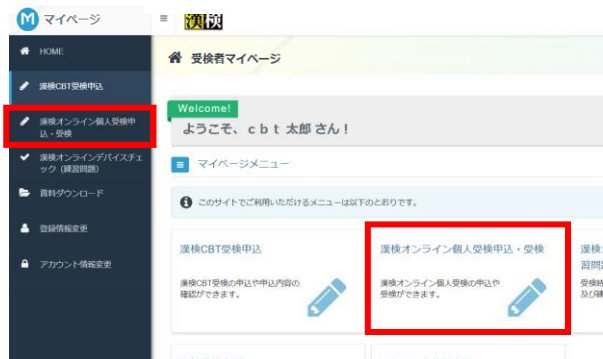 M マイページ
漢検
HOME
漢検CBT受検申込
漢検オンライン個人受検申
込・受検
漢検オンラインデバイスチェ
ック（練習問題）
資料ダウンロード
登録情報変更
アカウント情報変更
受検者マイページ
Welcome!
ようこそ、ｃｂｔ 太郎 さん！
マイページメニュー
このサイトでご利用いただけるメニューは以下のとおりです。
漢検CBT受検申込
漢検CBT受検の申込や申込内容の
確認ができます。
漢検オンライン個人受検申込・受検
漢検オンライン個人受検の申込や
受検ができます。
漢検
習問
受検
及び